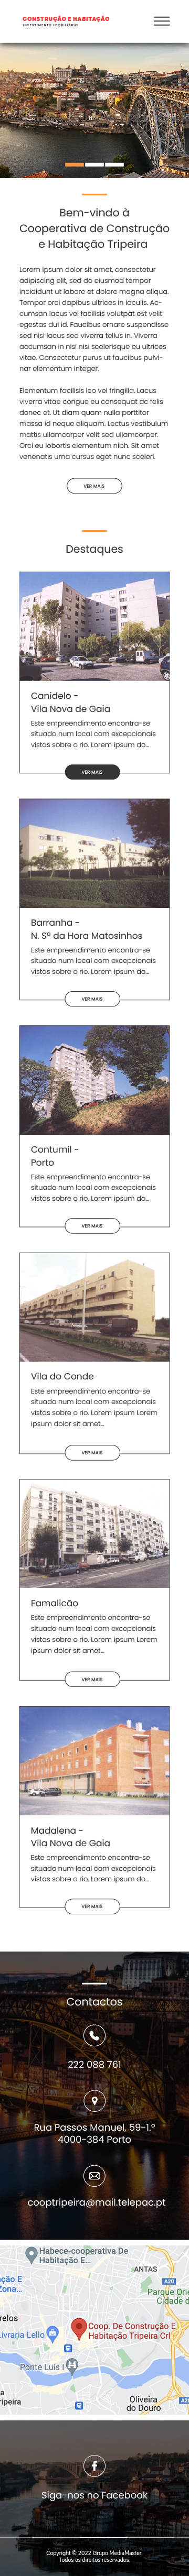 CONSTRUÇÃO E HABITAÇÃO
INVESTIMENTO IMOBILIÁRIO
Bem-vindo à
Cooperativa de Construção
e Habitação Tripeira
Lorem ipsum dolor sit amet, consectetur
adipiscing elit, sed do eiusmod tempor
incididunt ut labore et dolore magna aliqua.
Tempor orci dapibus ultrices in iaculis. Ac-
cumsan lacus vel facilisis volutpat est velit
egestas dui id. Faucibus ornare suspendisse
sed nisi lacus sed viverra tellus in. Viverra
accumsan in nisl nisi scelerisque eu ultrices
vitae. Consectetur purus ut faucibus pulvi-
nar elementum integer.
Elementum facilisis leo vel fringilla. Lacus
viverra vitae congue eu consequat ac felis
donec et. Ut diam quam nulla porttitor
massa id neque aliquam. Lectus vestibulum
mattis ullamcorper velit sed ullamcorper.
Orci eu lobortis elementum nibh. Sit amet
venenatis urna cursus eget nunc sceleri.
VER MAIS
Destaques
Canidelo -
Vila Nova de Gaia
Este empreendimento encontra-se
situado num local com excepcionais
vistas sobre o rio. Lorem ipsum do...
VER MAIS
Barranha -
N. Sª da Hora Matosinhos
Este empreendimento encontra-se
situado num local com excepcionais
vistas sobre o rio. Lorem ipsum do...
VER MAIS
Contumil -
Porto
Este empreendimento encontra-se
situado num local com excepcionais
vistas sobre o rio. Lorem ipsum do...
VER MAIS
Vila do Conde
Este empreendimento encontra-se
situado num local com excepcionais
vistas sobre o rio. Lorem ipsum Lorem
ipsum dolor sit amet...
VER MAIS
Famalicão
Este empreendimento encontra-se
situado num local com excepcionais
vistas sobre o rio. Lorem ipsum Lorem
ipsum dolor sit amet...
VER MAIS
Madalena -
Vila Nova de Gaia
Este empreendimento encontra-se
situado num local com excepcionais
vistas sobre o rio. Lorem ipsum do...
VER MAIS
Contactos
222 088 761
Rua Passos Manuel, 59-1.º
4000-384 Porto
cooptripeira@mail.telepac.pt
Habece-cooperativa De
Habitação E...
ANTAS
ação E
Zona...
A20
Parque Orie
Cidade d
relos
Livraria Lello
Coop. De Construção E
Habitação Tripeira Crl
Ponte Luís I
a
ripeira
Oliveira
do Douro
A20
Siga-nos no Facebook
Copyright © 2022 Grupo MediaMaster.
Todos os direitos reservados.